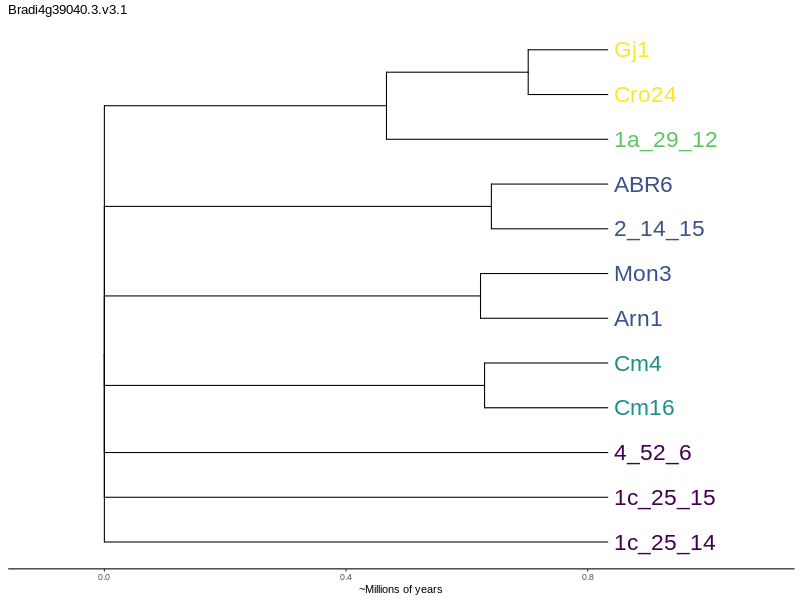 Bradi4g39040.3.v3.1
Gj1
Cro24
1a_29_12
ABR6
2_14_15
Mon3
Arn1
Cm4
Cm16
4_52_6
1c_25_15
1c_25_14
0.0 0.4 0.8
~Millions of years